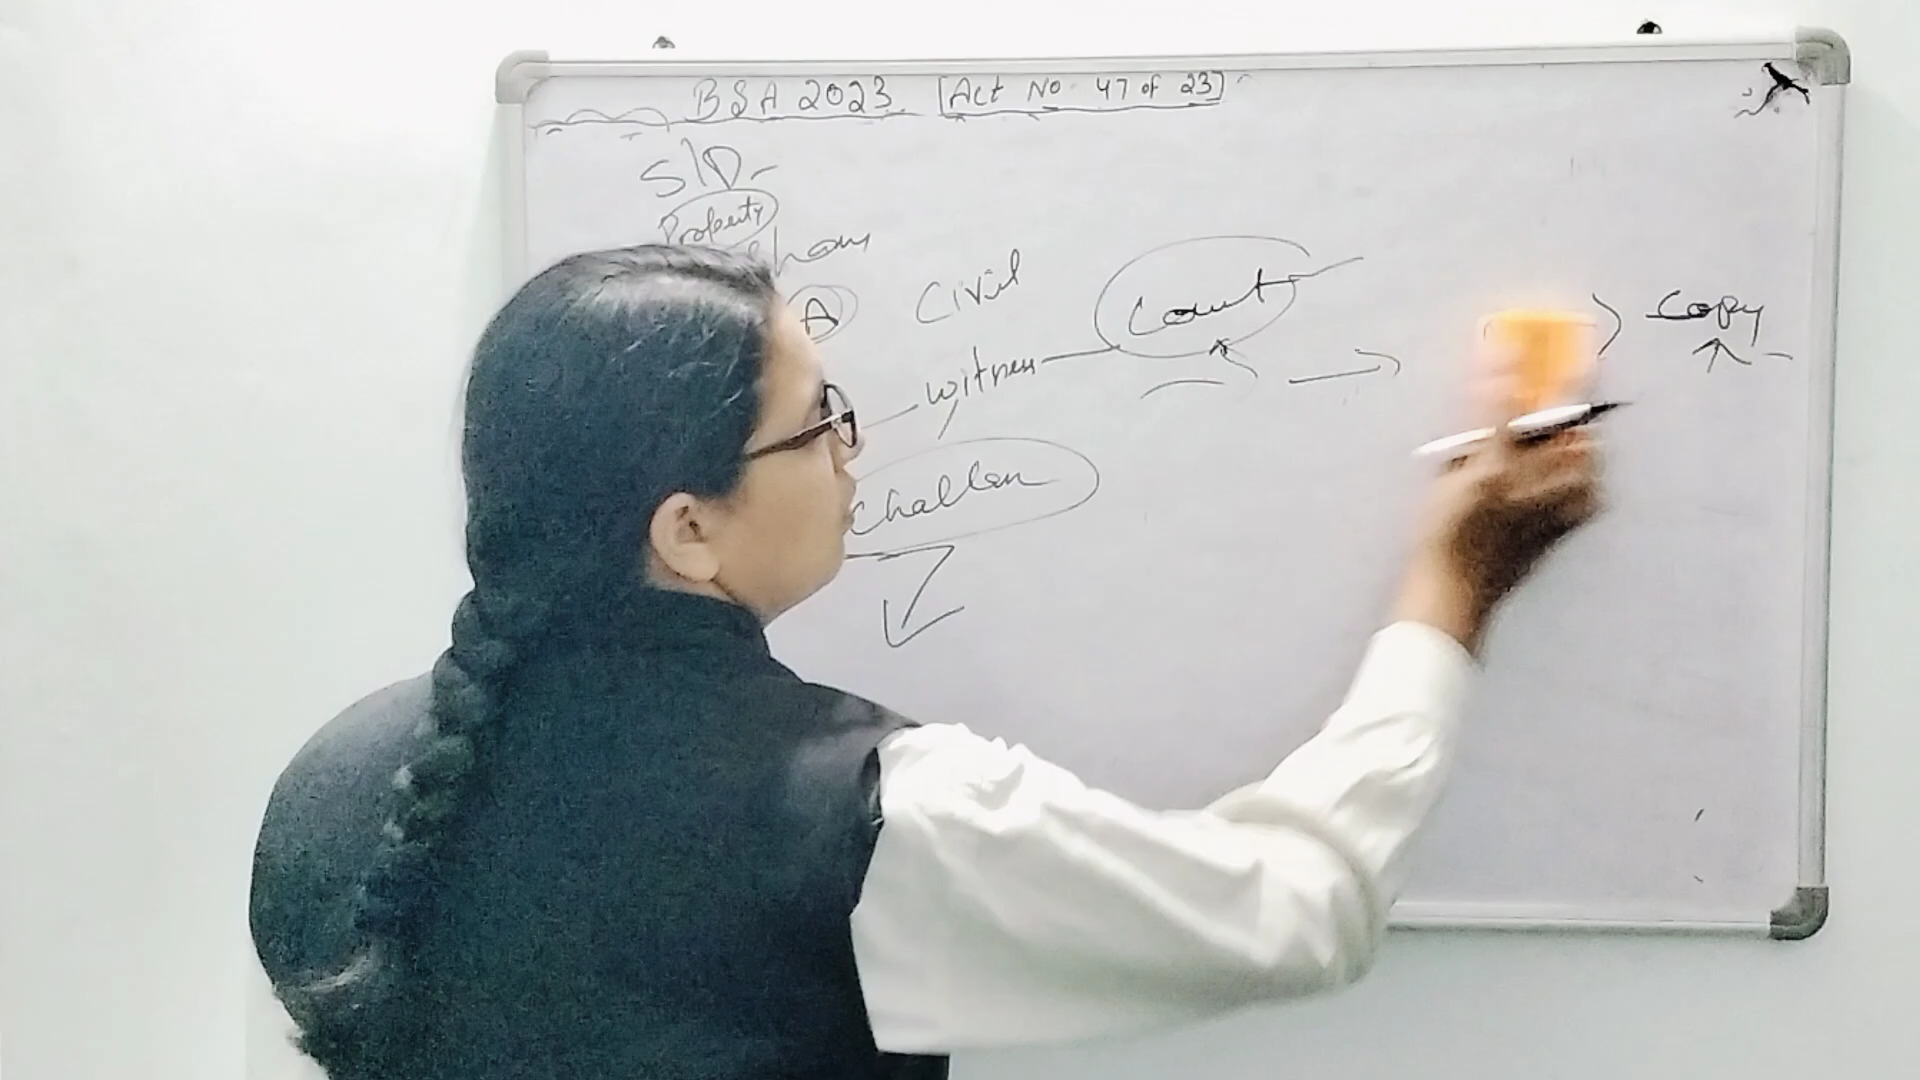 BSA 2023 [Act No. 47 of 23]
S/D-
Property
A
Civil
Court
Copy
witness
Challan